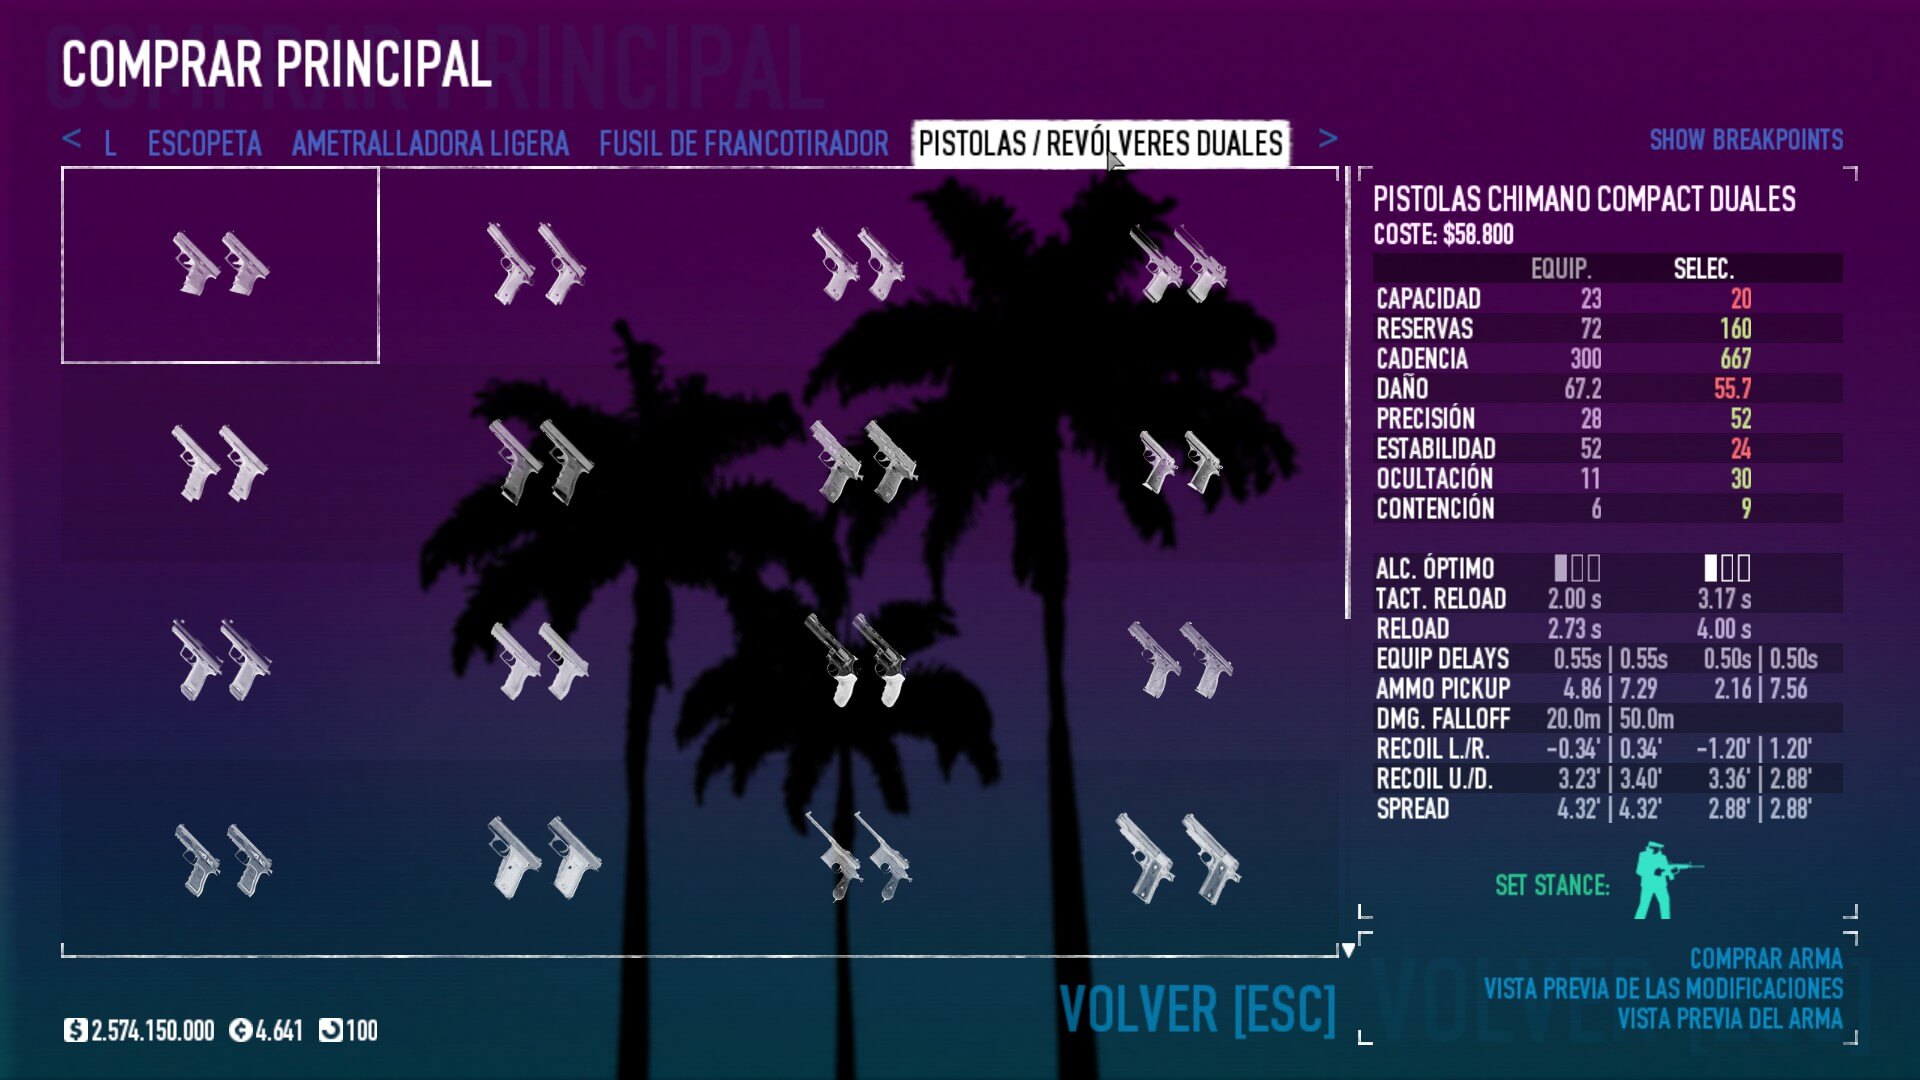 COMPRAR PRINCIPAL
< L ESCOPETA AMETRALLADORA LIGERA FUSIL DE FRANCOTIRADOR PISTOLAS / REVÓLVERES DUALES >
SHOW BREAKPOINTS
PISTOLAS CHIMANO COMPACT DUALES
COSTE: $58.800
EQUIP. SELEC.
CAPACIDAD 23 20
RESERVAS 72 160
CADENCIA 300 667
DAÑO 67.2 55.7
PRECISIÓN 28 52
ESTABILIDAD 52 24
OCULTACIÓN 11 30
CONTENCIÓN 6 9
ALC. ÓPTIMO
TACT. RELOAD 2.00 s 3.17 s
RELOAD 2.73 s 4.00 s
EQUIP DELAYS 0.55s | 0.55s 0.50s | 0.50s
AMMO PICKUP 4.86 | 7.29 2.16 | 7.56
DMG. FALLOFF 20.0m | 50.0m
RECOIL L./R. -0.34' | 0.34' -1.20' | 1.20'
RECOIL U./D. 3.23' | 3.40' 3.36' | 2.88'
SPREAD 4.32' | 4.32' 2.88' | 2.88'
SET STANCE:
COMPRAR ARMA
VISTA PREVIA DE LAS MODIFICACIONES
VISTA PREVIA DEL ARMA
VOLVER [ESC]
$ 2.574.150.000 4.641 100